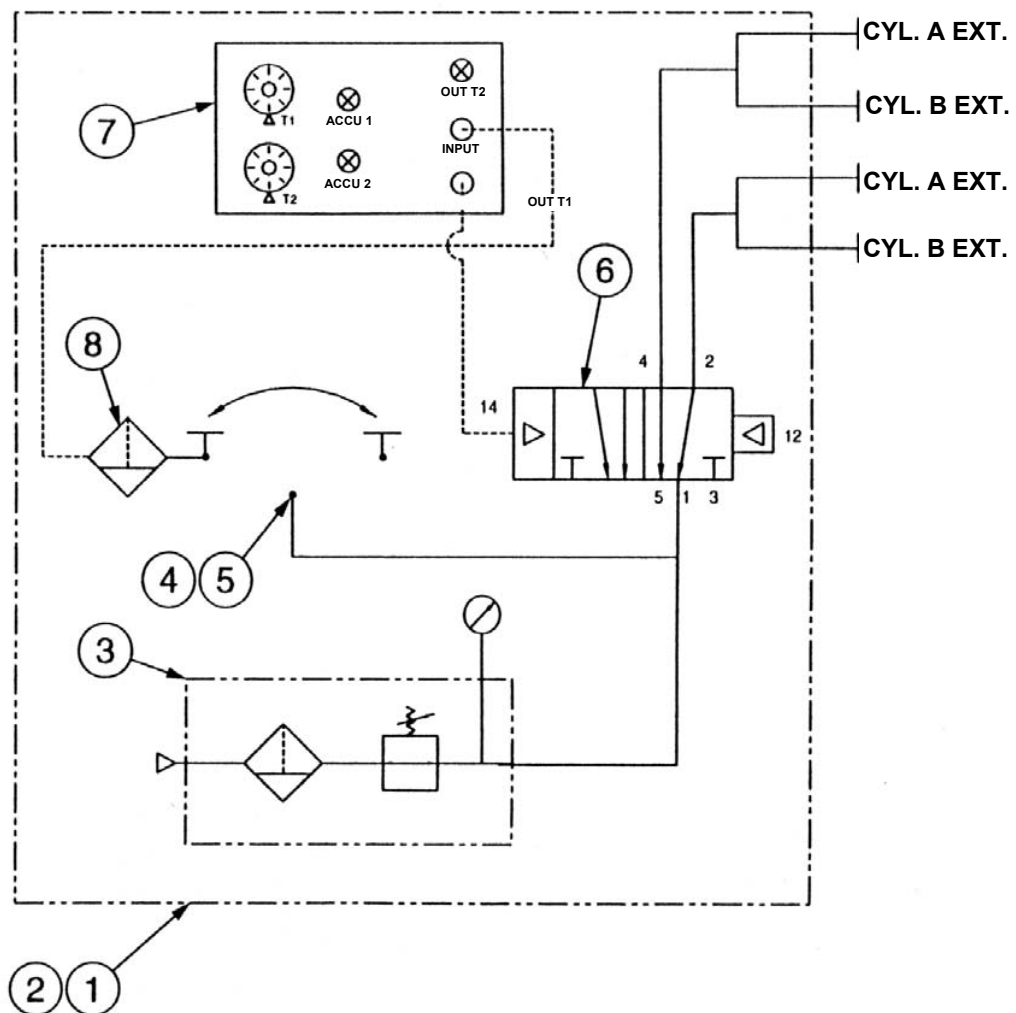 CYL. A EXT.
7
T1
ACCU 1
OUT T2
CYL. B EXT.
INPUT
T2
ACCU 2
OUT T1
CYL. A EXT.
CYL. B EXT.
6
8
4
2
14
12
5
1
3
4
5
3
2
1